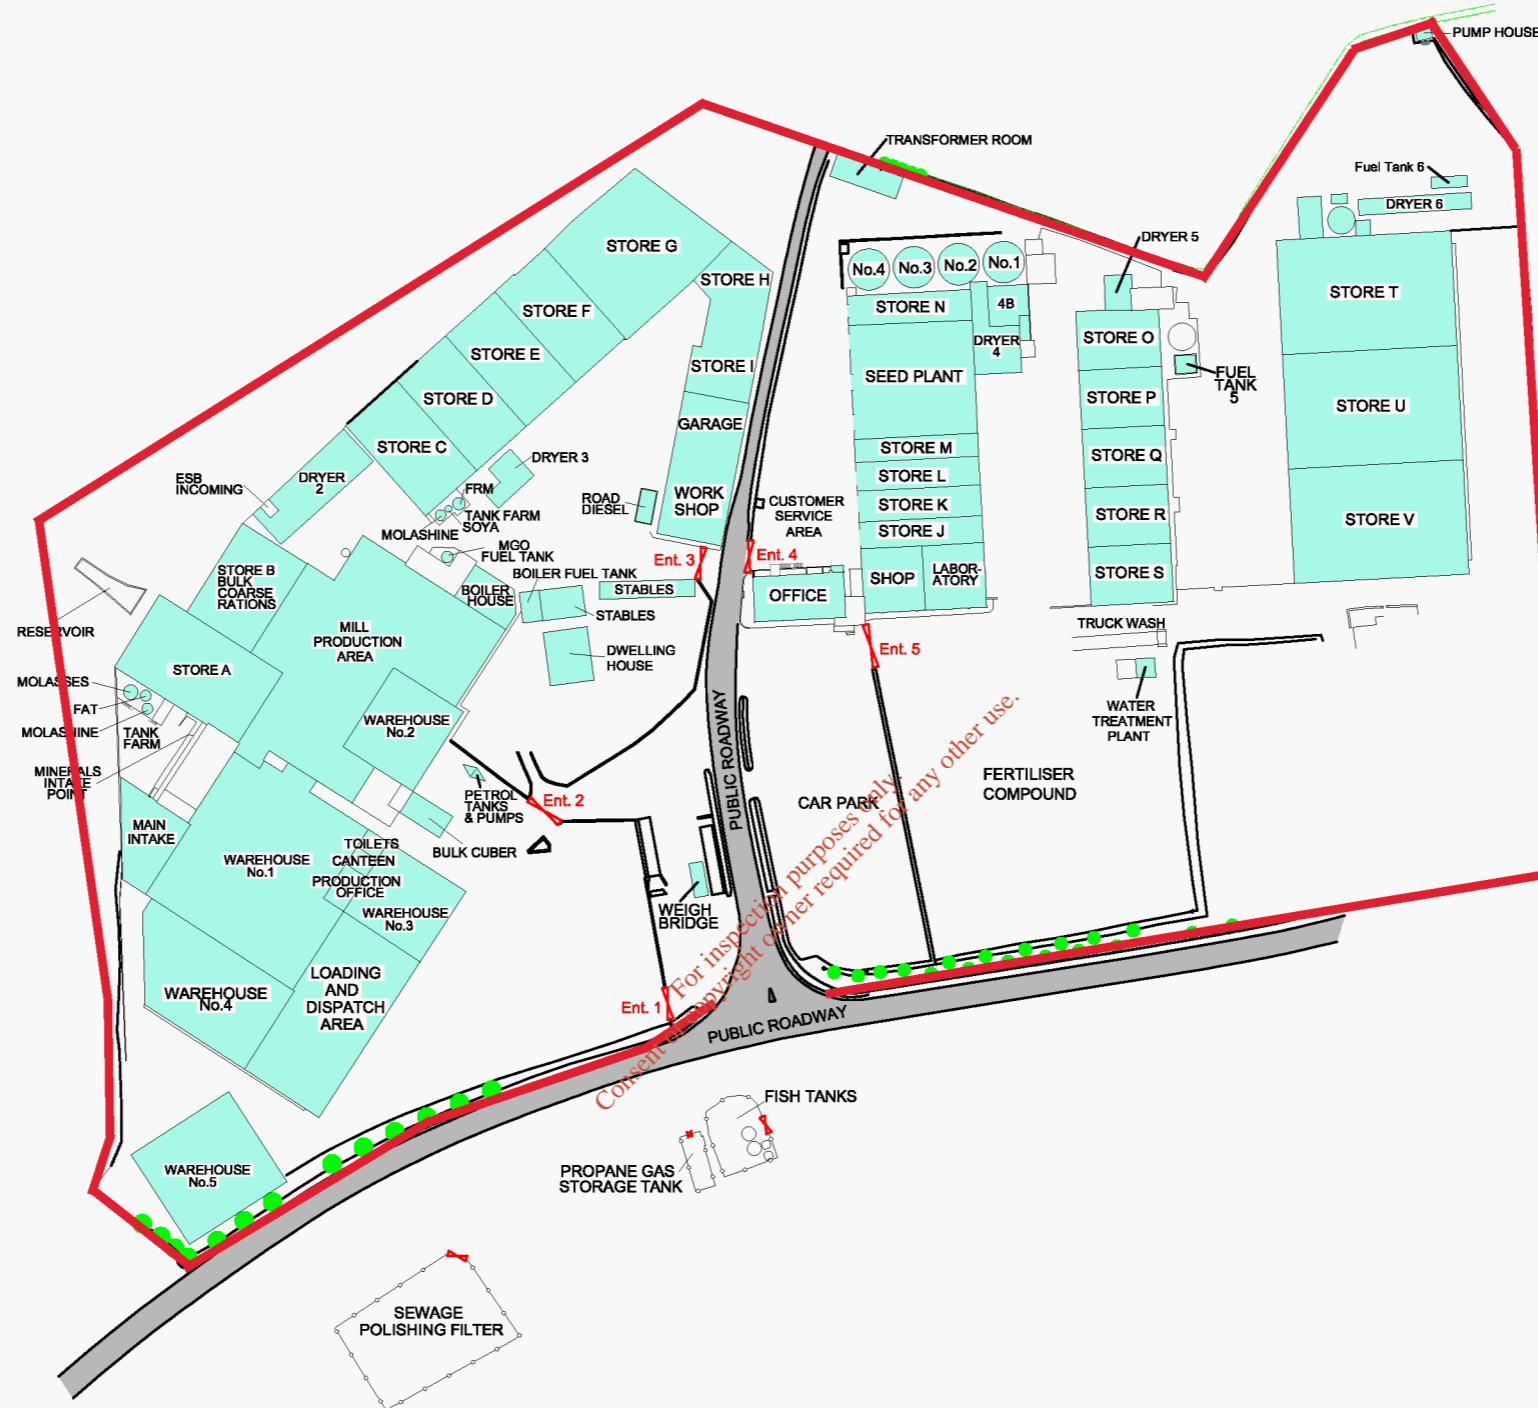 PUMP HOUSE
TRANSFORMER ROOM
Fuel Tank 6
DRYER 6
DRYER 5
STORE G
STORE H
STORE F
STORE E
STORE I
STORE D
GARAGE
STORE C
No.4
No.3
No.2
No.1
STORE N
4B
DRYER
4
SEED PLANT
STORE M
STORE L
STORE K
STORE J
SHOP
LABOR-
ATORY
STORE O
STORE P
STORE Q
STORE R
STORE S
FUEL
TANK
5
STORE T
STORE U
STORE V
ESB
INCOMING
DRYER
2
DRYER 3
FRM
TANK FARM
SOYA
MOLASHINE
MGO
FUEL TANK
ROAD
DIESEL
WORK
SHOP
CUSTOMER
SERVICE
AREA
Ent. 3
Ent. 4
OFFICE
BOILER FUEL TANK
BOILER
HOUSE
STABLES
STABLES
DWELLING
HOUSE
STORE B
BULK
COARSE
RATIONS
RESERVOIR
MILL
PRODUCTION
AREA
STORE A
MOLASSES
FAT
MOLASHINE
TANK
FARM
MINERALS
INTAKE
POINT
WAREHOUSE
No.2
Ent. 5
TRUCK WASH
WATER
TREATMENT
PLANT
PUBLIC ROADWAY
CAR PARK
FERTILISER
COMPOUND
PETROL
TANKS
& PUMPS
Ent. 2
MAIN
INTAKE
BULK CUBER
TOILETS
CANTEEN
PRODUCTION
OFFICE
WAREHOUSE
No.1
WAREHOUSE
No.3
WEIGH
BRIDGE
LOADING
AND
DISPATCH
AREA
WAREHOUSE
No.4
Ent. 1
PUBLIC ROADWAY
For inspection purposes only.
Consent of copyright owner required for any other use.
FISH TANKS
PROPANE GAS
STORAGE TANK
WAREHOUSE
No.5
SEWAGE
POLISHING FILTER